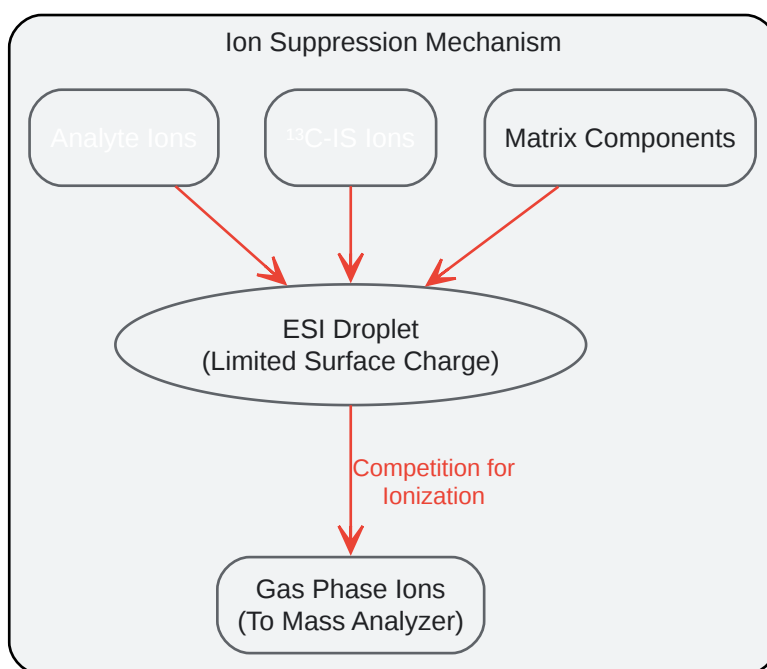 Ion Suppression Mechanism
Analyte Ions
¹³C-IS Ions
Matrix Components
ESI Droplet
(Limited Surface Charge)
Competition for
Ionization
Gas Phase Ions
(To Mass Analyzer)